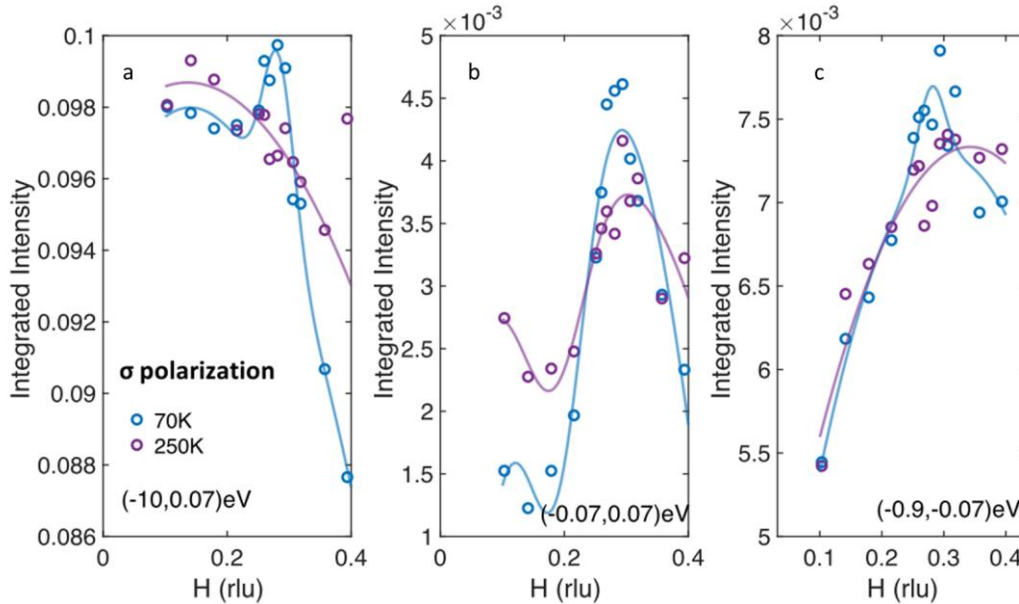 a
Integrated Intensity
0.1
0.098
0.096
0.094
0.092
0.09
0.088
0.086
σ polarization
70K
250K
(-10,0.07)eV
0
0.2
0.4
H (rlu)
×10⁻³
b
Integrated Intensity
5
4.5
4
3.5
3
2.5
2
1.5
1
(-0.07,0.07)eV
0
0.2
0.4
H (rlu)
×10⁻³
c
Integrated Intensity
8
7.5
7
6.5
6
5.5
5
(-0.9,-0.07)eV
0.1
0.2
0.3
0.4
H (rlu)